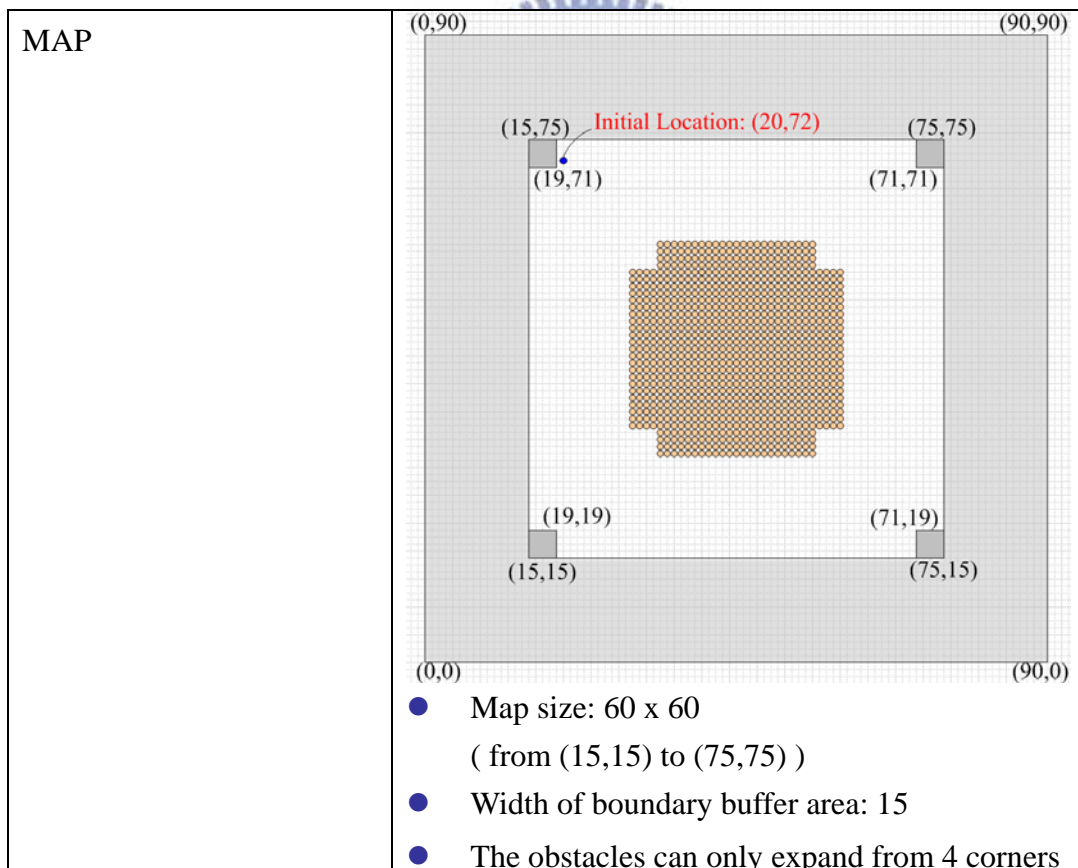 MAP
(0,90)
(90,90)
Initial Location: (20,72)
(15,75)
(75,75)
(19,71)
(71,71)
(19,19)
(71,19)
(15,15)
(75,15)
(0,0)
(90,0)
● Map size: 60 x 60
( from (15,15) to (75,75) )
● Width of boundary buffer area: 15
● The obstacles can only expand from 4 corners